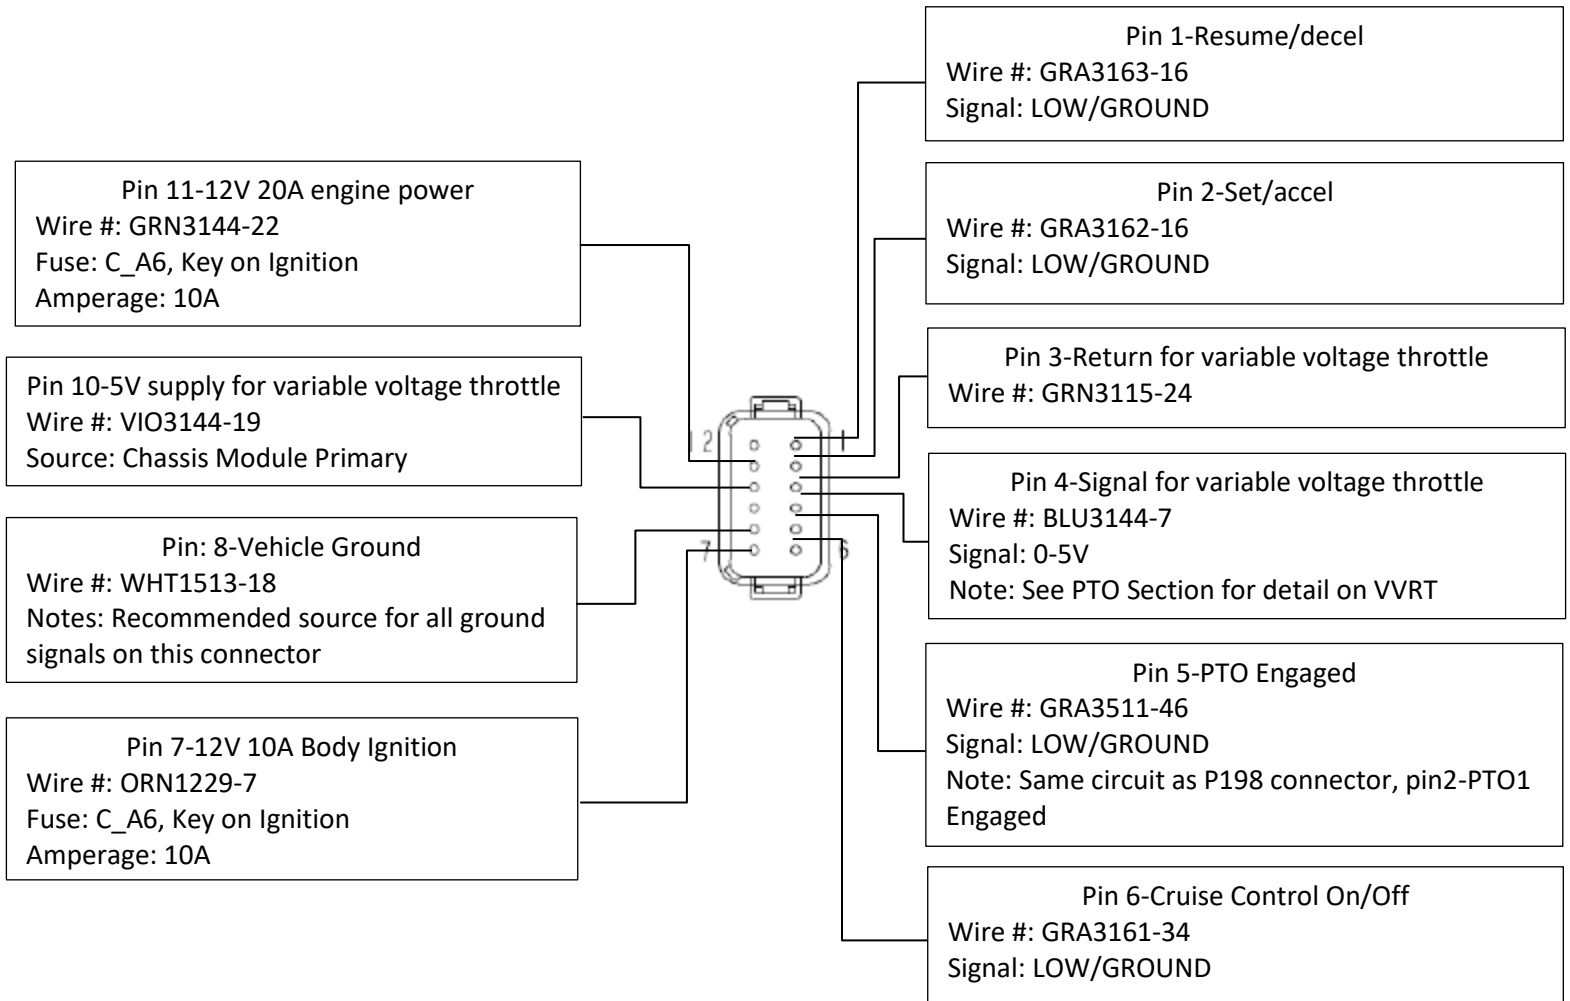 Pin 1-Resume/decel
Wire #: GRA3163-16
Signal: LOW/GROUND
Pin 11-12V 20A engine power
Wire #: GRN3144-22
Fuse: C_A6, Key on Ignition
Amperage: 10A
Pin 2-Set/accel
Wire #: GRA3162-16
Signal: LOW/GROUND
Pin 10-5V supply for variable voltage throttle
Wire #: VIO3144-19
Source: Chassis Module Primary
Pin 3-Return for variable voltage throttle
Wire #: GRN3115-24
12
1
7
6
Pin 4-Signal for variable voltage throttle
Wire #: BLU3144-7
Signal: 0-5V
Note: See PTO Section for detail on VVRT
Pin: 8-Vehicle Ground
Wire #: WHT1513-18
Notes: Recommended source for all ground
signals on this connector
Pin 5-PTO Engaged
Wire #: GRA3511-46
Signal: LOW/GROUND
Note: Same circuit as P198 connector, pin2-PTO1
Engaged
Pin 7-12V 10A Body Ignition
Wire #: ORN1229-7
Fuse: C_A6, Key on Ignition
Amperage: 10A
Pin 6-Cruise Control On/Off
Wire #: GRA3161-34
Signal: LOW/GROUND